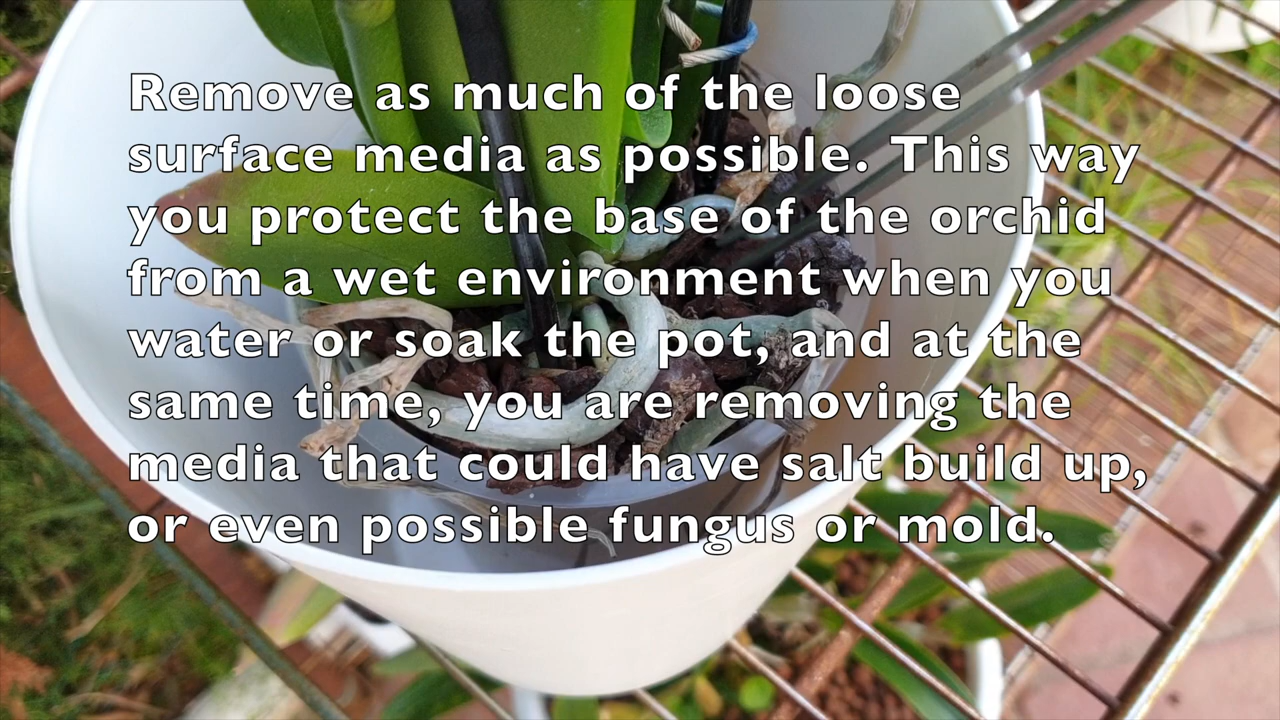 Remove as much of the loose
surface media as possible. This way
you protect the base of the orchid
from a wet environment when you
water or soak the pot, and at the
same time, you are removing the
media that could have salt build up,
or even possible fungus or mold.